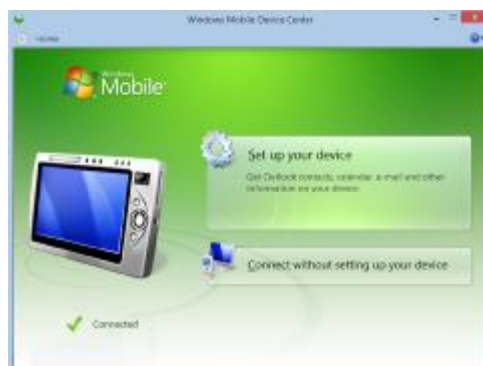 Windows Mobile Device Center
Home
Windows
Mobile
Set up your device
Get Outlook contacts, calendar, e-mail and other
information on your device.
Connect without setting up your device
Connected